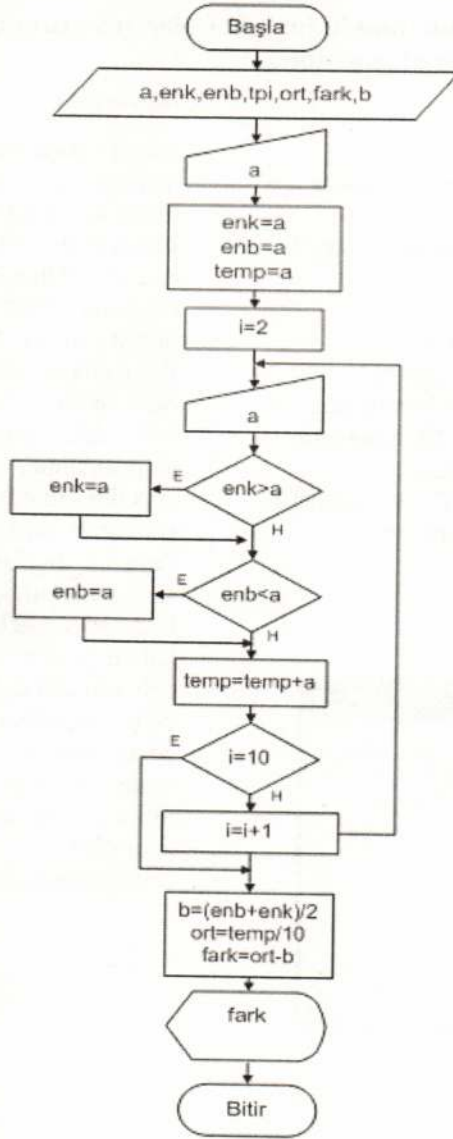 Başla
a,enk,enb,tpi,ort,fark,b
a
enk=a
enb=a
temp=a
i=2
a
enk=a
E
enk>a
H
enb=a
E
enb<a
H
temp=temp+a
E
i=10
H
i=i+1
b=(enb+enk)/2
ort=temp/10
fark=ort-b
fark
Bitir